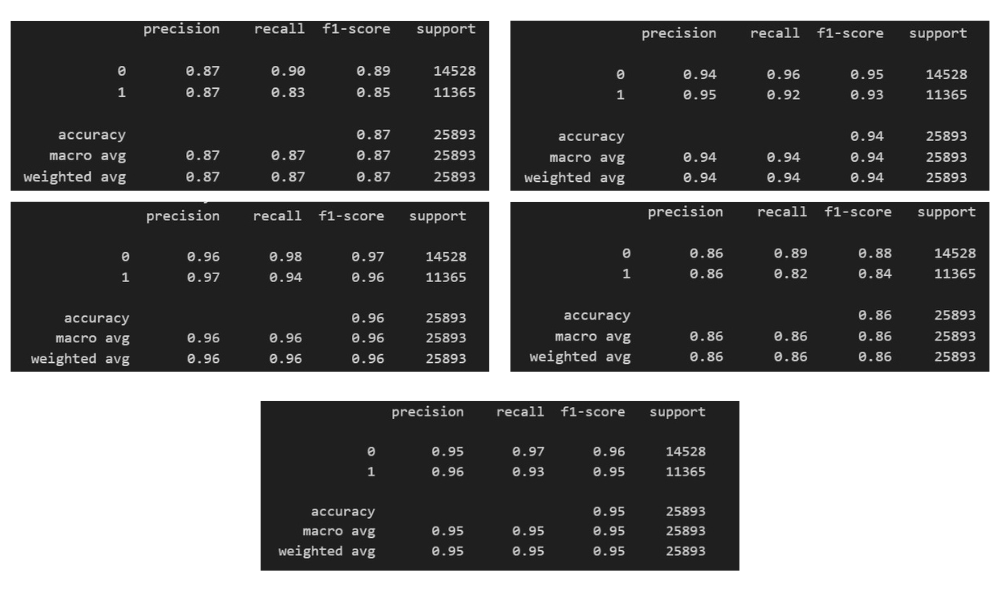 precision recall f1-score support
0 0.87 0.90 0.89 14528
1 0.87 0.83 0.85 11365
accuracy 0.87 25893
macro avg 0.87 0.87 0.87 25893
weighted avg 0.87 0.87 0.87 25893
precision recall f1-score support
0 0.94 0.96 0.95 14528
1 0.95 0.92 0.93 11365
accuracy 0.94 25893
macro avg 0.94 0.94 0.94 25893
weighted avg 0.94 0.94 0.94 25893
precision recall f1-score support
0 0.96 0.98 0.97 14528
1 0.97 0.94 0.96 11365
accuracy 0.96 25893
macro avg 0.96 0.96 0.96 25893
weighted avg 0.96 0.96 0.96 25893
precision recall f1-score support
0 0.86 0.89 0.88 14528
1 0.86 0.82 0.84 11365
accuracy 0.86 25893
macro avg 0.86 0.86 0.86 25893
weighted avg 0.86 0.86 0.86 25893
precision recall f1-score support
0 0.95 0.97 0.96 14528
1 0.96 0.93 0.95 11365
accuracy 0.95 25893
macro avg 0.95 0.95 0.95 25893
weighted avg 0.95 0.95 0.95 25893